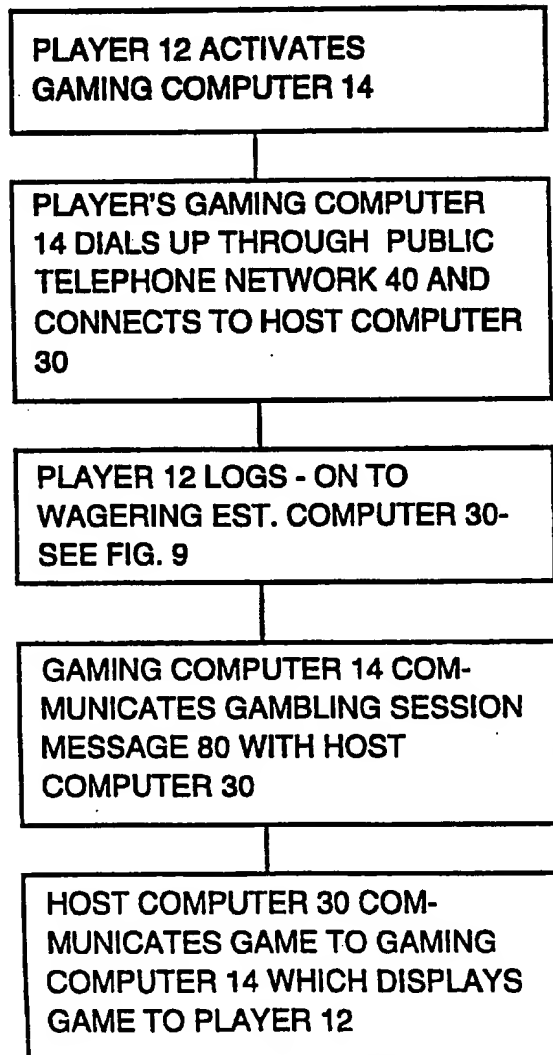 PLAYER 12 ACTIVATES
GAMING COMPUTER 14
PLAYER'S GAMING COMPUTER
14 DIALS UP THROUGH PUBLIC
TELEPHONE NETWORK 40 AND
CONNECTS TO HOST COMPUTER
30
PLAYER 12 LOGS - ON TO
WAGERING EST. COMPUTER 30-
SEE FIG. 9
GAMING COMPUTER 14 COM-
MUNICATES GAMBLING SESSION
MESSAGE 80 WITH HOST
COMPUTER 30
HOST COMPUTER 30 COM-
MUNICATES GAME TO GAMING
COMPUTER 14 WHICH DISPLAYS
GAME TO PLAYER 12